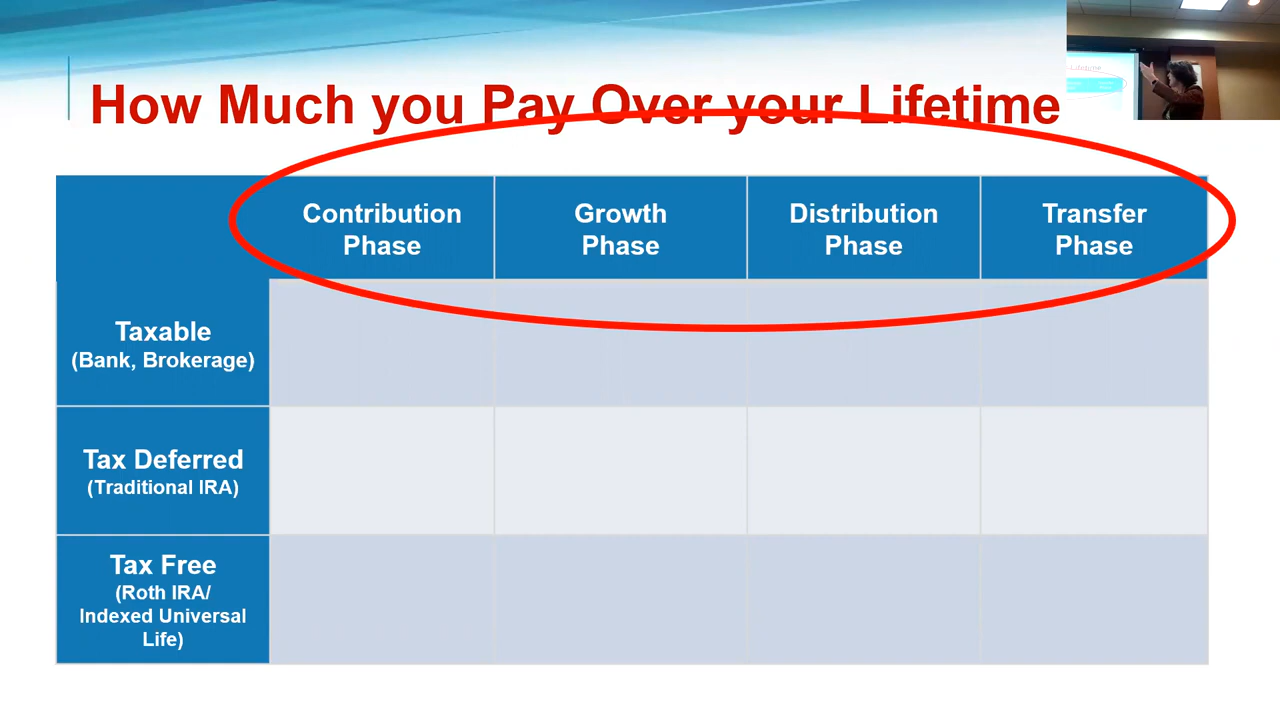 How Much you Pay Over your Lifetime
Contribution
Phase
Growth
Phase
Distribution
Phase
Transfer
Phase
Taxable
(Bank, Brokerage)
Tax Deferred
(Traditional IRA)
Tax Free
(Roth IRA/
Indexed Universal
Life)